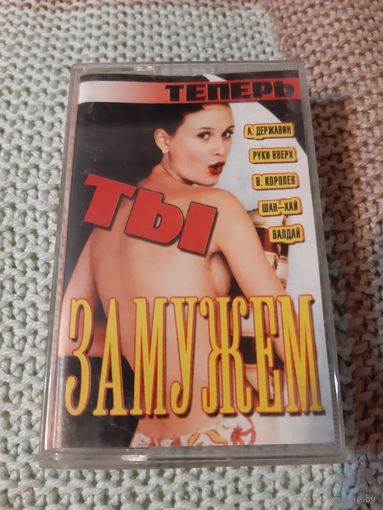 ТЕПЕРЬ
А. ДЕРЖАВИН
РУКИ ВВЕРХ
В. КОРОЛЕВ
ШАН-ХАЙ
ВАЛДАЙ
ТЫ
ЗАМУЖЕМ